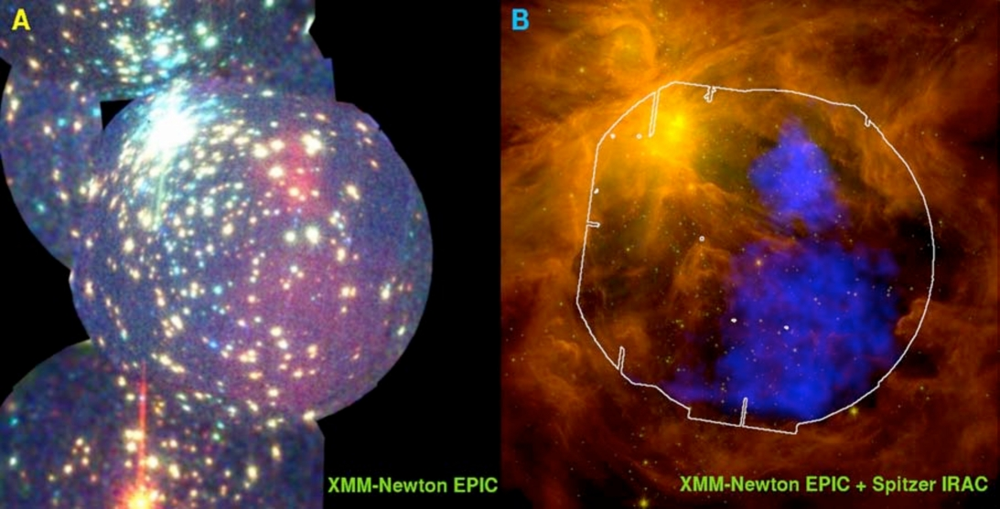 A
B
XMM-Newton EPIC
XMM-Newton EPIC + Spitzer IRAC